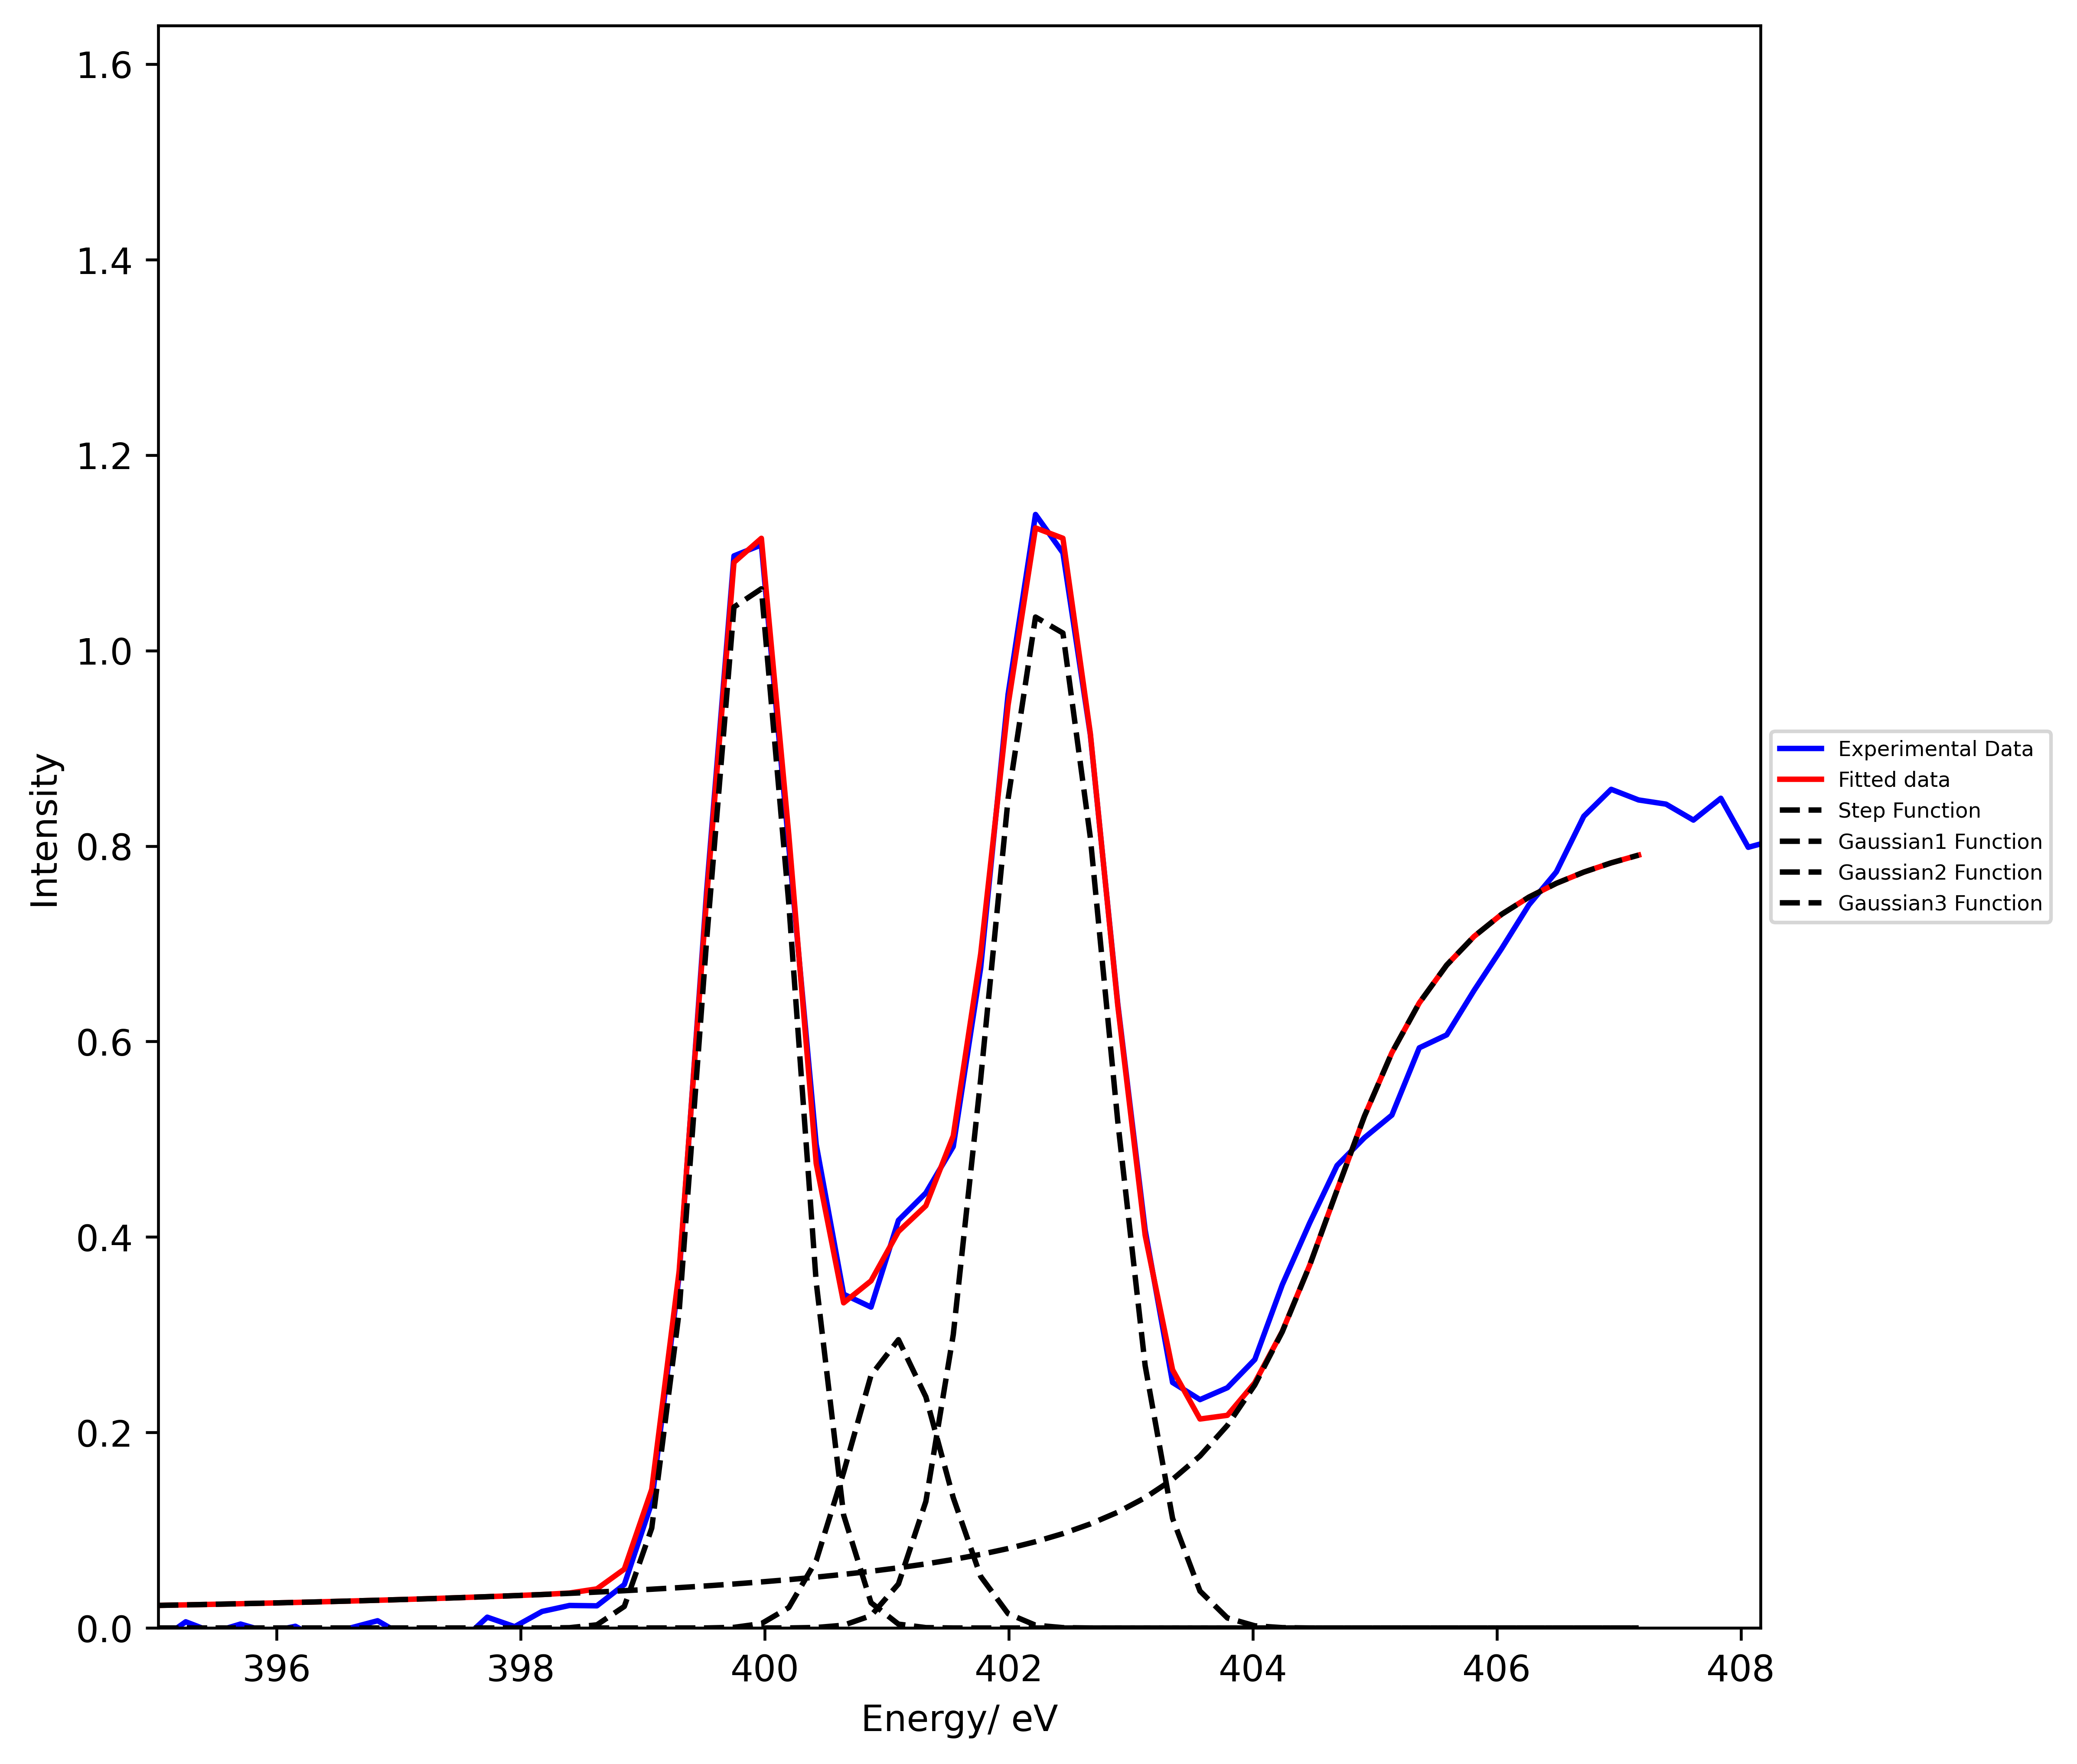 1.6
1.4
1.2
1.0
0.8
0.6
0.4
0.2
0.0
Intensity
396 398 400 402 404 406 408
Energy/ eV
Experimental Data
Fitted data
Step Function
Gaussian1 Function
Gaussian2 Function
Gaussian3 Function